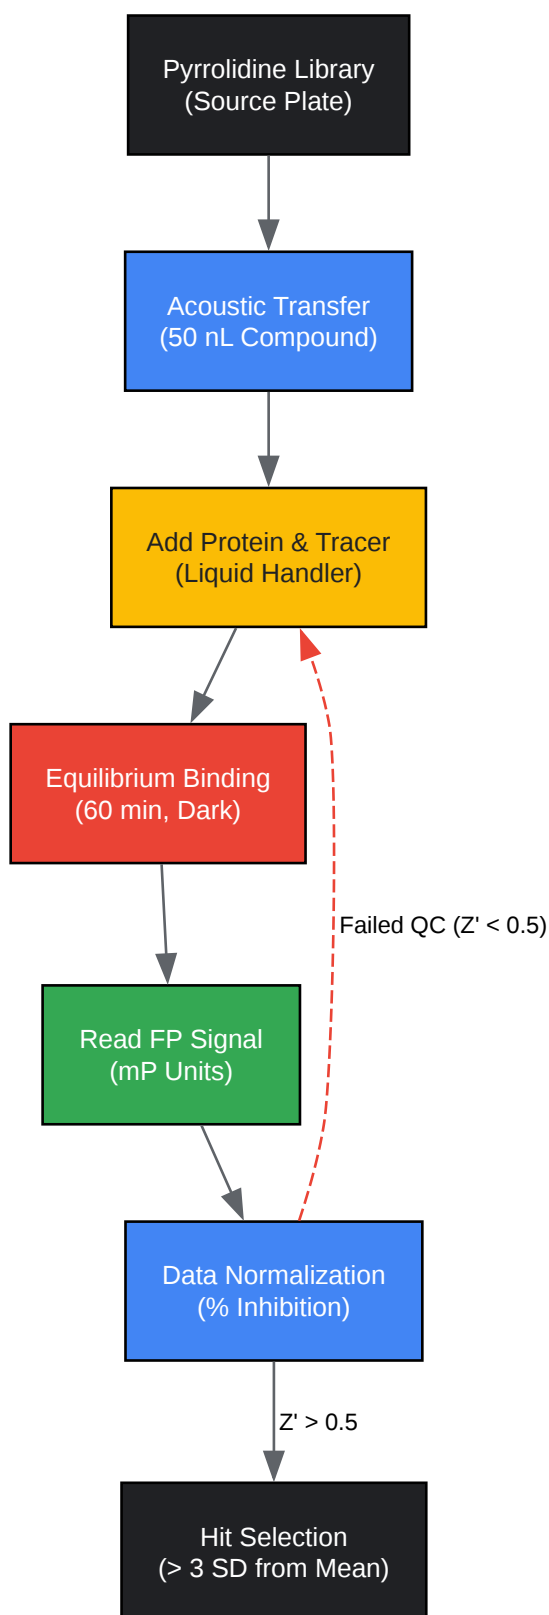 Pyrrolidine Library
(Source Plate)
Acoustic Transfer
(50 nL Compound)
Add Protein & Tracer
(Liquid Handler)
Equilibrium Binding
(60 min, Dark)
Failed QC (Z' < 0.5)
Read FP Signal
(mP Units)
Data Normalization
(% Inhibition)
Z' > 0.5
Hit Selection
(> 3 SD from Mean)